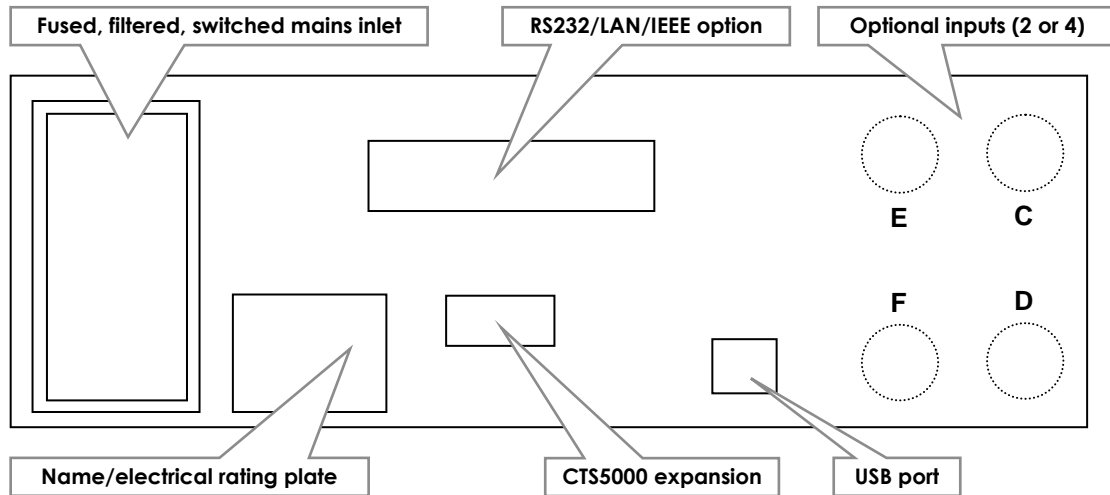 Fused, filtered, switched mains inlet
RS232/LAN/IEEE option
Optional inputs (2 or 4)
E
C
F
D
Name/electrical rating plate
CTS5000 expansion
USB port